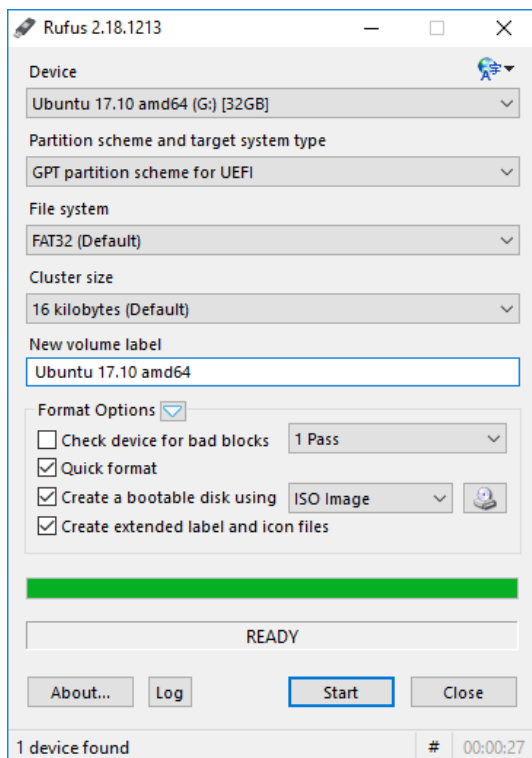 Rufus 2.18.1213
Device
Ubuntu 17.10 amd64 (G:) [32GB]
Partition scheme and target system type
GPT partition scheme for UEFI
File system
FAT32 (Default)
Cluster size
16 kilobytes (Default)
New volume label
Ubuntu 17.10 amd64
Format Options
Check device for bad blocks 1 Pass
Quick format
Create a bootable disk using ISO Image
Create extended label and icon files
READY
About... Log Start Close
1 device found # 00:00:27